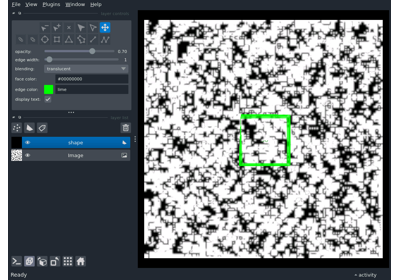 File View Plugins Window Help
opacity: 0.70
edge width: 1
blending: translucent
face color: #00000000
edge color: lime
display text:
shape
image
Ready
activity